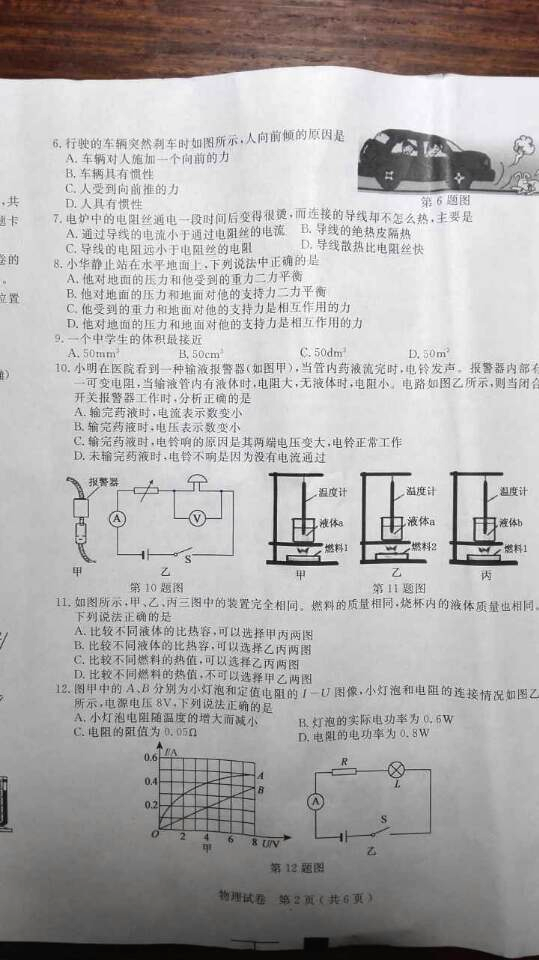 6.行驶的车辆突然刹车时如图所示,人向前倾的原因是
A.车辆对人施加一个向前的力
B.车辆具有惯性
C.人受到向前推的力
D.人具有惯性
第6题图
7.电炉中的电阻丝通电一段时间后变得很烫,而连接的导线却不怎么热,主要是
A.通过导线的电流小于通过电阻丝的电流 B.导线的绝热皮隔热
C.导线的电阻远小于电阻丝的电阻 D.导线散热比电阻丝快
8.小华静止站在水平地面上,下列说法中正确的是
A.他对地面的压力和他受到的重力二力平衡
B.他对地面的压力和地面对他的支持力二力平衡
C.他受到的重力和地面对他的支持力是相互作用的力
D.他对地面的压力和地面对他的支持力是相互作用的力
9.一个中学生的体积最接近
A.50mm³ B.50cm³ C.50dm³ D.50m³
10.小明在医院看到一种输液报警器(如图甲),当管内药液流完时,电铃发声。报警器内部有
一可变电阻,当输液管内有液体时,电阻大,无液体时,电阻小。电路如图乙所示,则当闭合
开关报警器工作时,分析正确的是
A.输完药液时,电流表示数变小
B.输完药液时,电压表示数变小
C.输完药液时,电铃响的原因是其两端电压变大,电铃正常工作
D.未输完药液时,电铃不响是因为没有电流通过
报警器
A
V
S
甲
乙
第10题图
温度计
液体a
燃料1
甲
温度计
液体a
燃料2
乙
温度计
液体b
燃料1
丙
第11题图
11.如图所示,甲、乙、丙三图中的装置完全相同。燃料的质量相同,烧杯内的液体质量也相同。
下列说法正确的是
A.比较不同液体的比热容,可以选择甲丙两图
B.比较不同液体的比热容,可以选择乙丙两图
C.比较不同燃料的热值,可以选择乙丙两图
D.比较不同燃料的热值,不可以选择甲乙两图
12.图甲中的A、B分别为小灯泡和定值电阻的I-U图像,小灯泡和电阻的连接情况如图乙
所示,电源电压8V,下列说法正确的是
A.小灯泡电阻随温度的增大而减小 B.灯泡的实际电功率为0.6W
C.电阻的阻值为0.05Ω D.电阻的电功率为0.8W
I/A
0.6
0.4
0.2
O 2 4 6 8 U/V
A
B
甲
R
L
A
S
乙
第12题图
物理试卷 第2页(共6页)
,共
题卡
卷的
。
位置